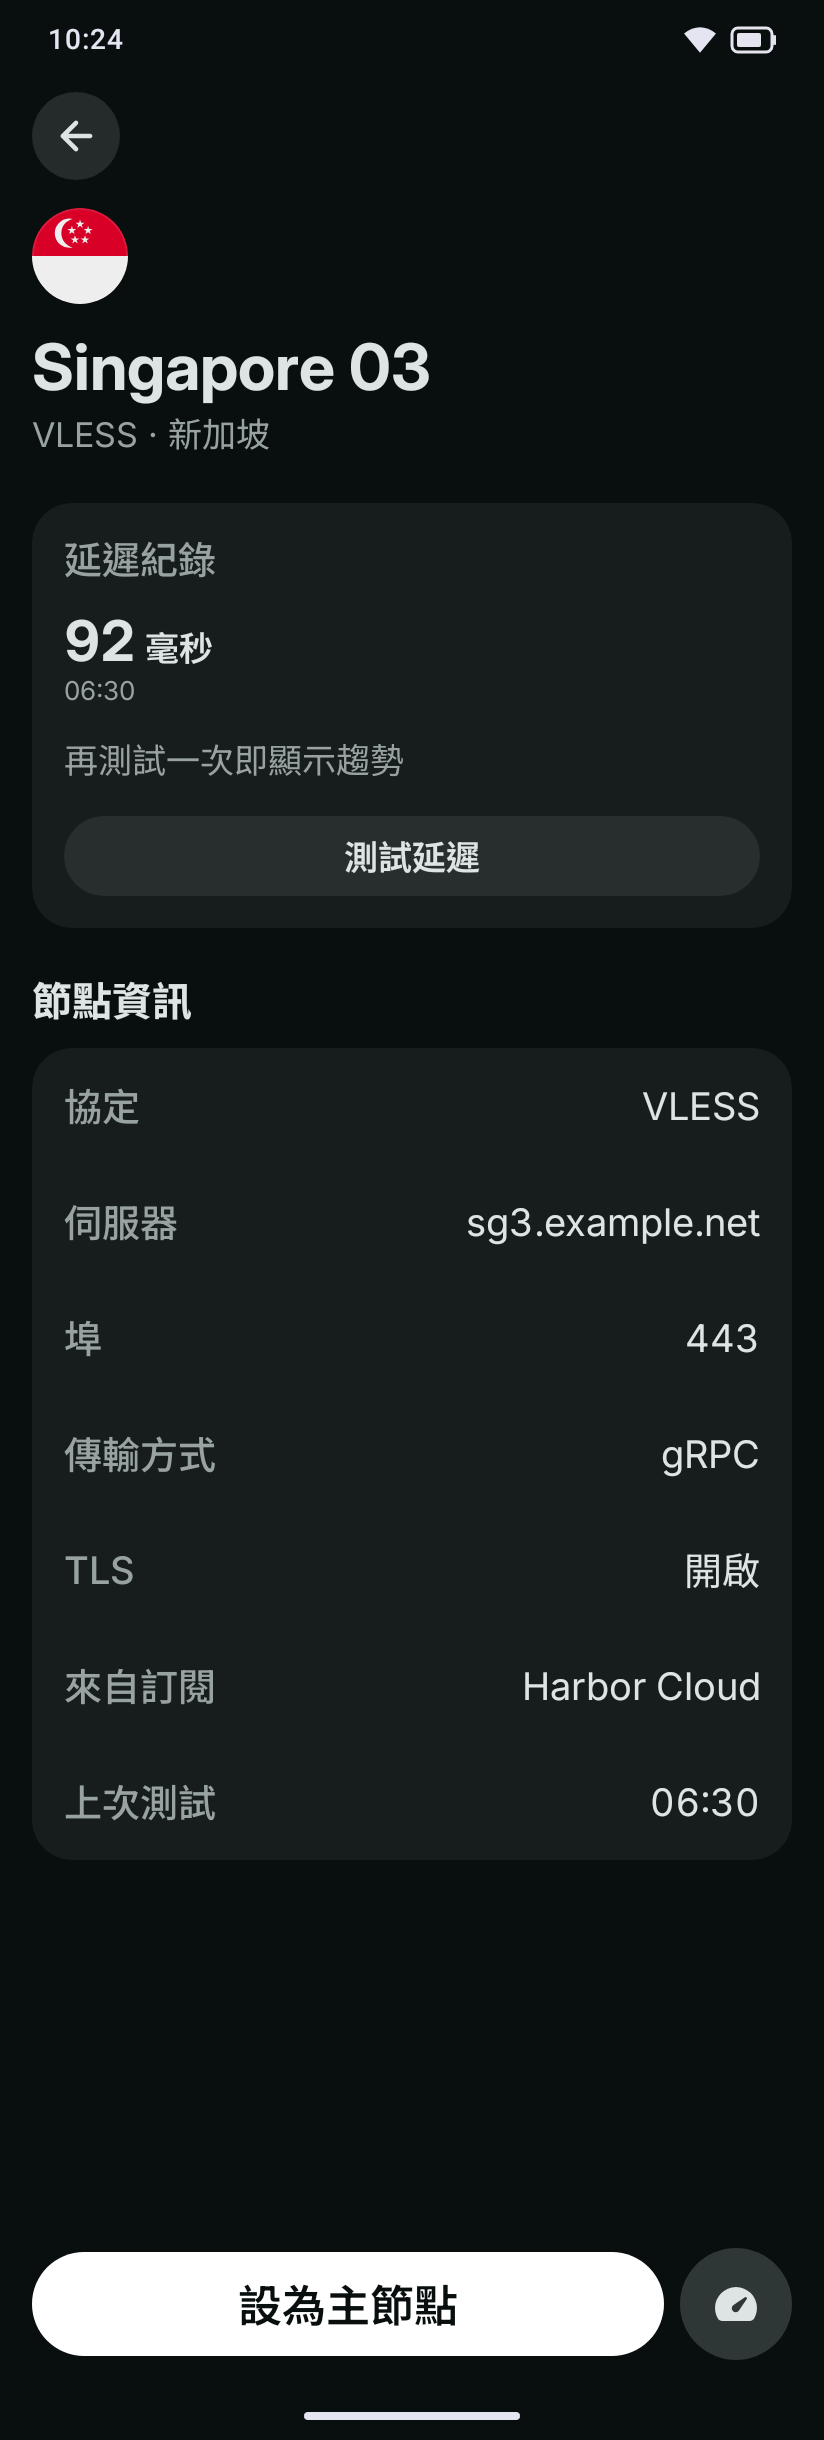 10:24
Singapore 03
VLESS · 新加坡
延遲紀錄
92 毫秒
06:30
再測試一次即顯示趨勢
測試延遲
節點資訊
協定 VLESS
伺服器 sg3.example.net
埠 443
傳輸方式 gRPC
TLS 開啟
來自訂閱 Harbor Cloud
上次測試 06:30
設為主節點